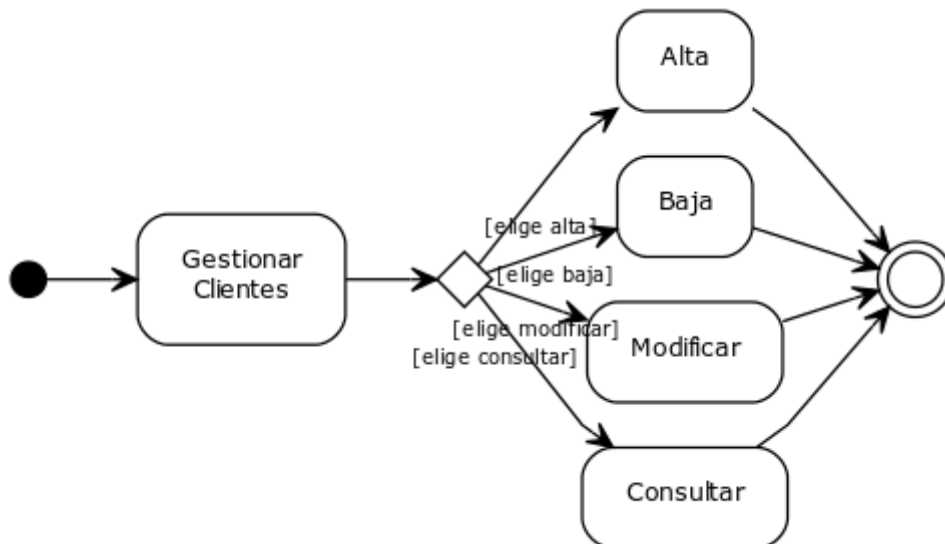 Alta
Baja
[elige alta]
Gestionar
Clientes
[elige baja]
[elige modificar]
Modificar
[elige consultar]
Consultar